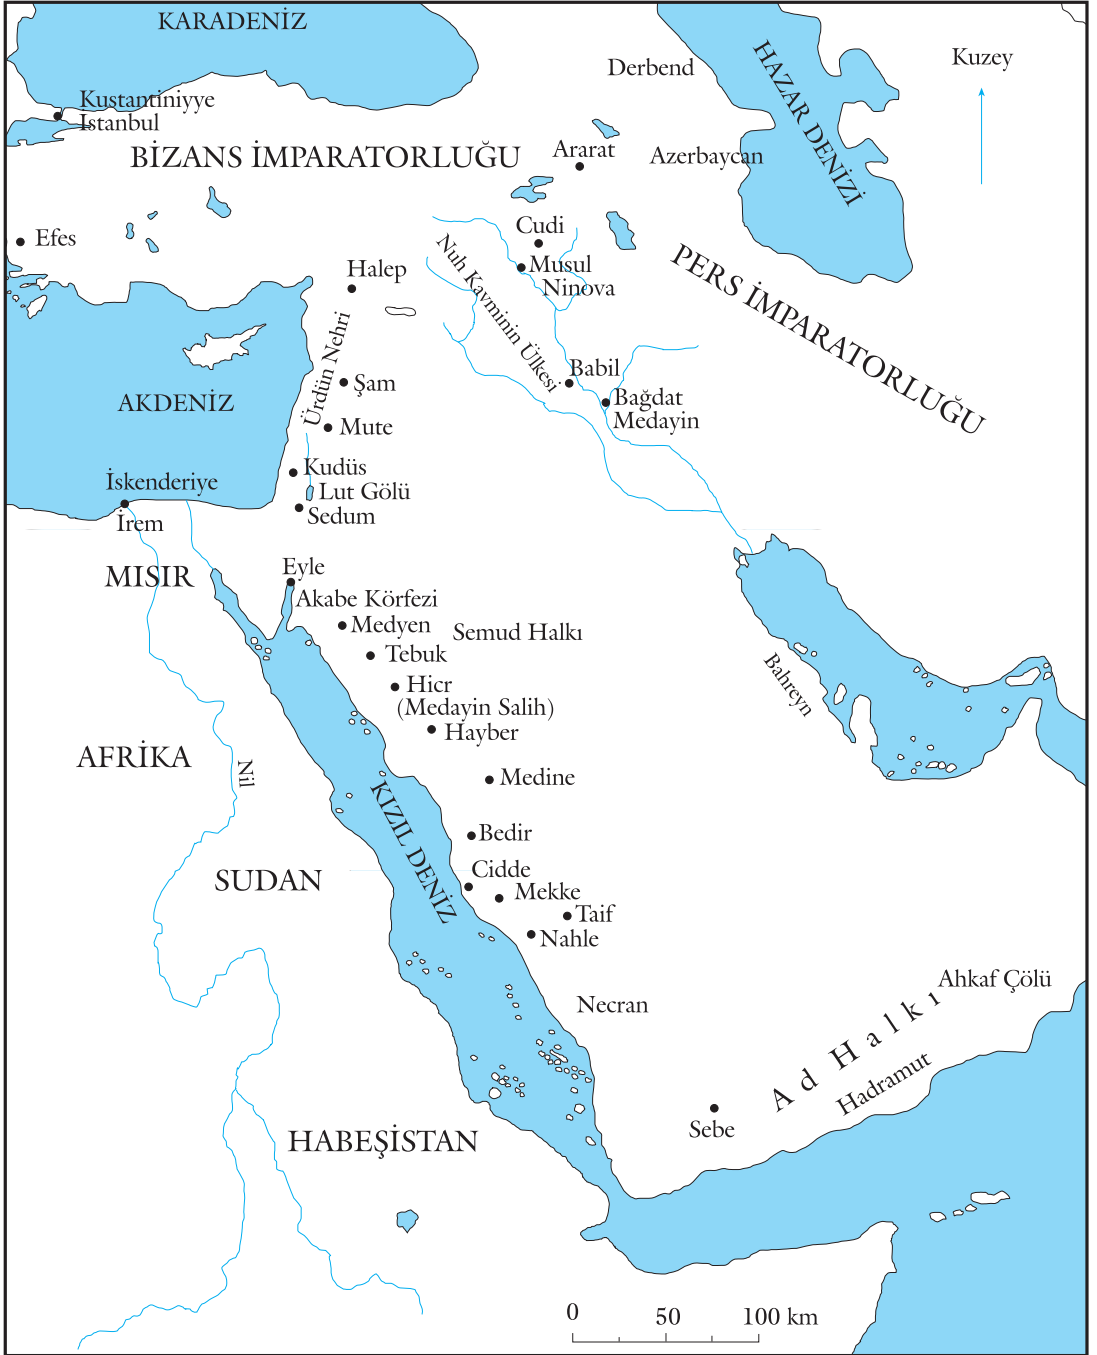 KARADENİZ
Kuzey
Derbend
HAZAR DENİZİ
Kustantiniyye
İstanbul
BİZANS İMPARATORLUĞU
Ararat
Azerbaycan
Efes
Cudi
Musul
Ninova
Halep
Nuh Kavminin Ülkesi
PERS İMPARATORLUĞU
Ürdün Nehri
Şam
Babil
Bağdat
Medayin
AKDENİZ
Mute
Kudüs
İskenderiye
Lut Gölü
Sedum
İrem
Eyle
MISIR
Akabe Körfezi
Medyen
Semud Halkı
Tebuk
Hicr
(Medayin Salih)
Bahreyn
Hayber
AFRİKA
Nil
Medine
KIZIL DENİZ
Bedir
Cidde
SUDAN
Mekke
Taif
Nahle
Necran
Ahkaf Çölü
Ad Halkı
Hadramut
Sebe
HABEŞİSTAN
0 50 100 km